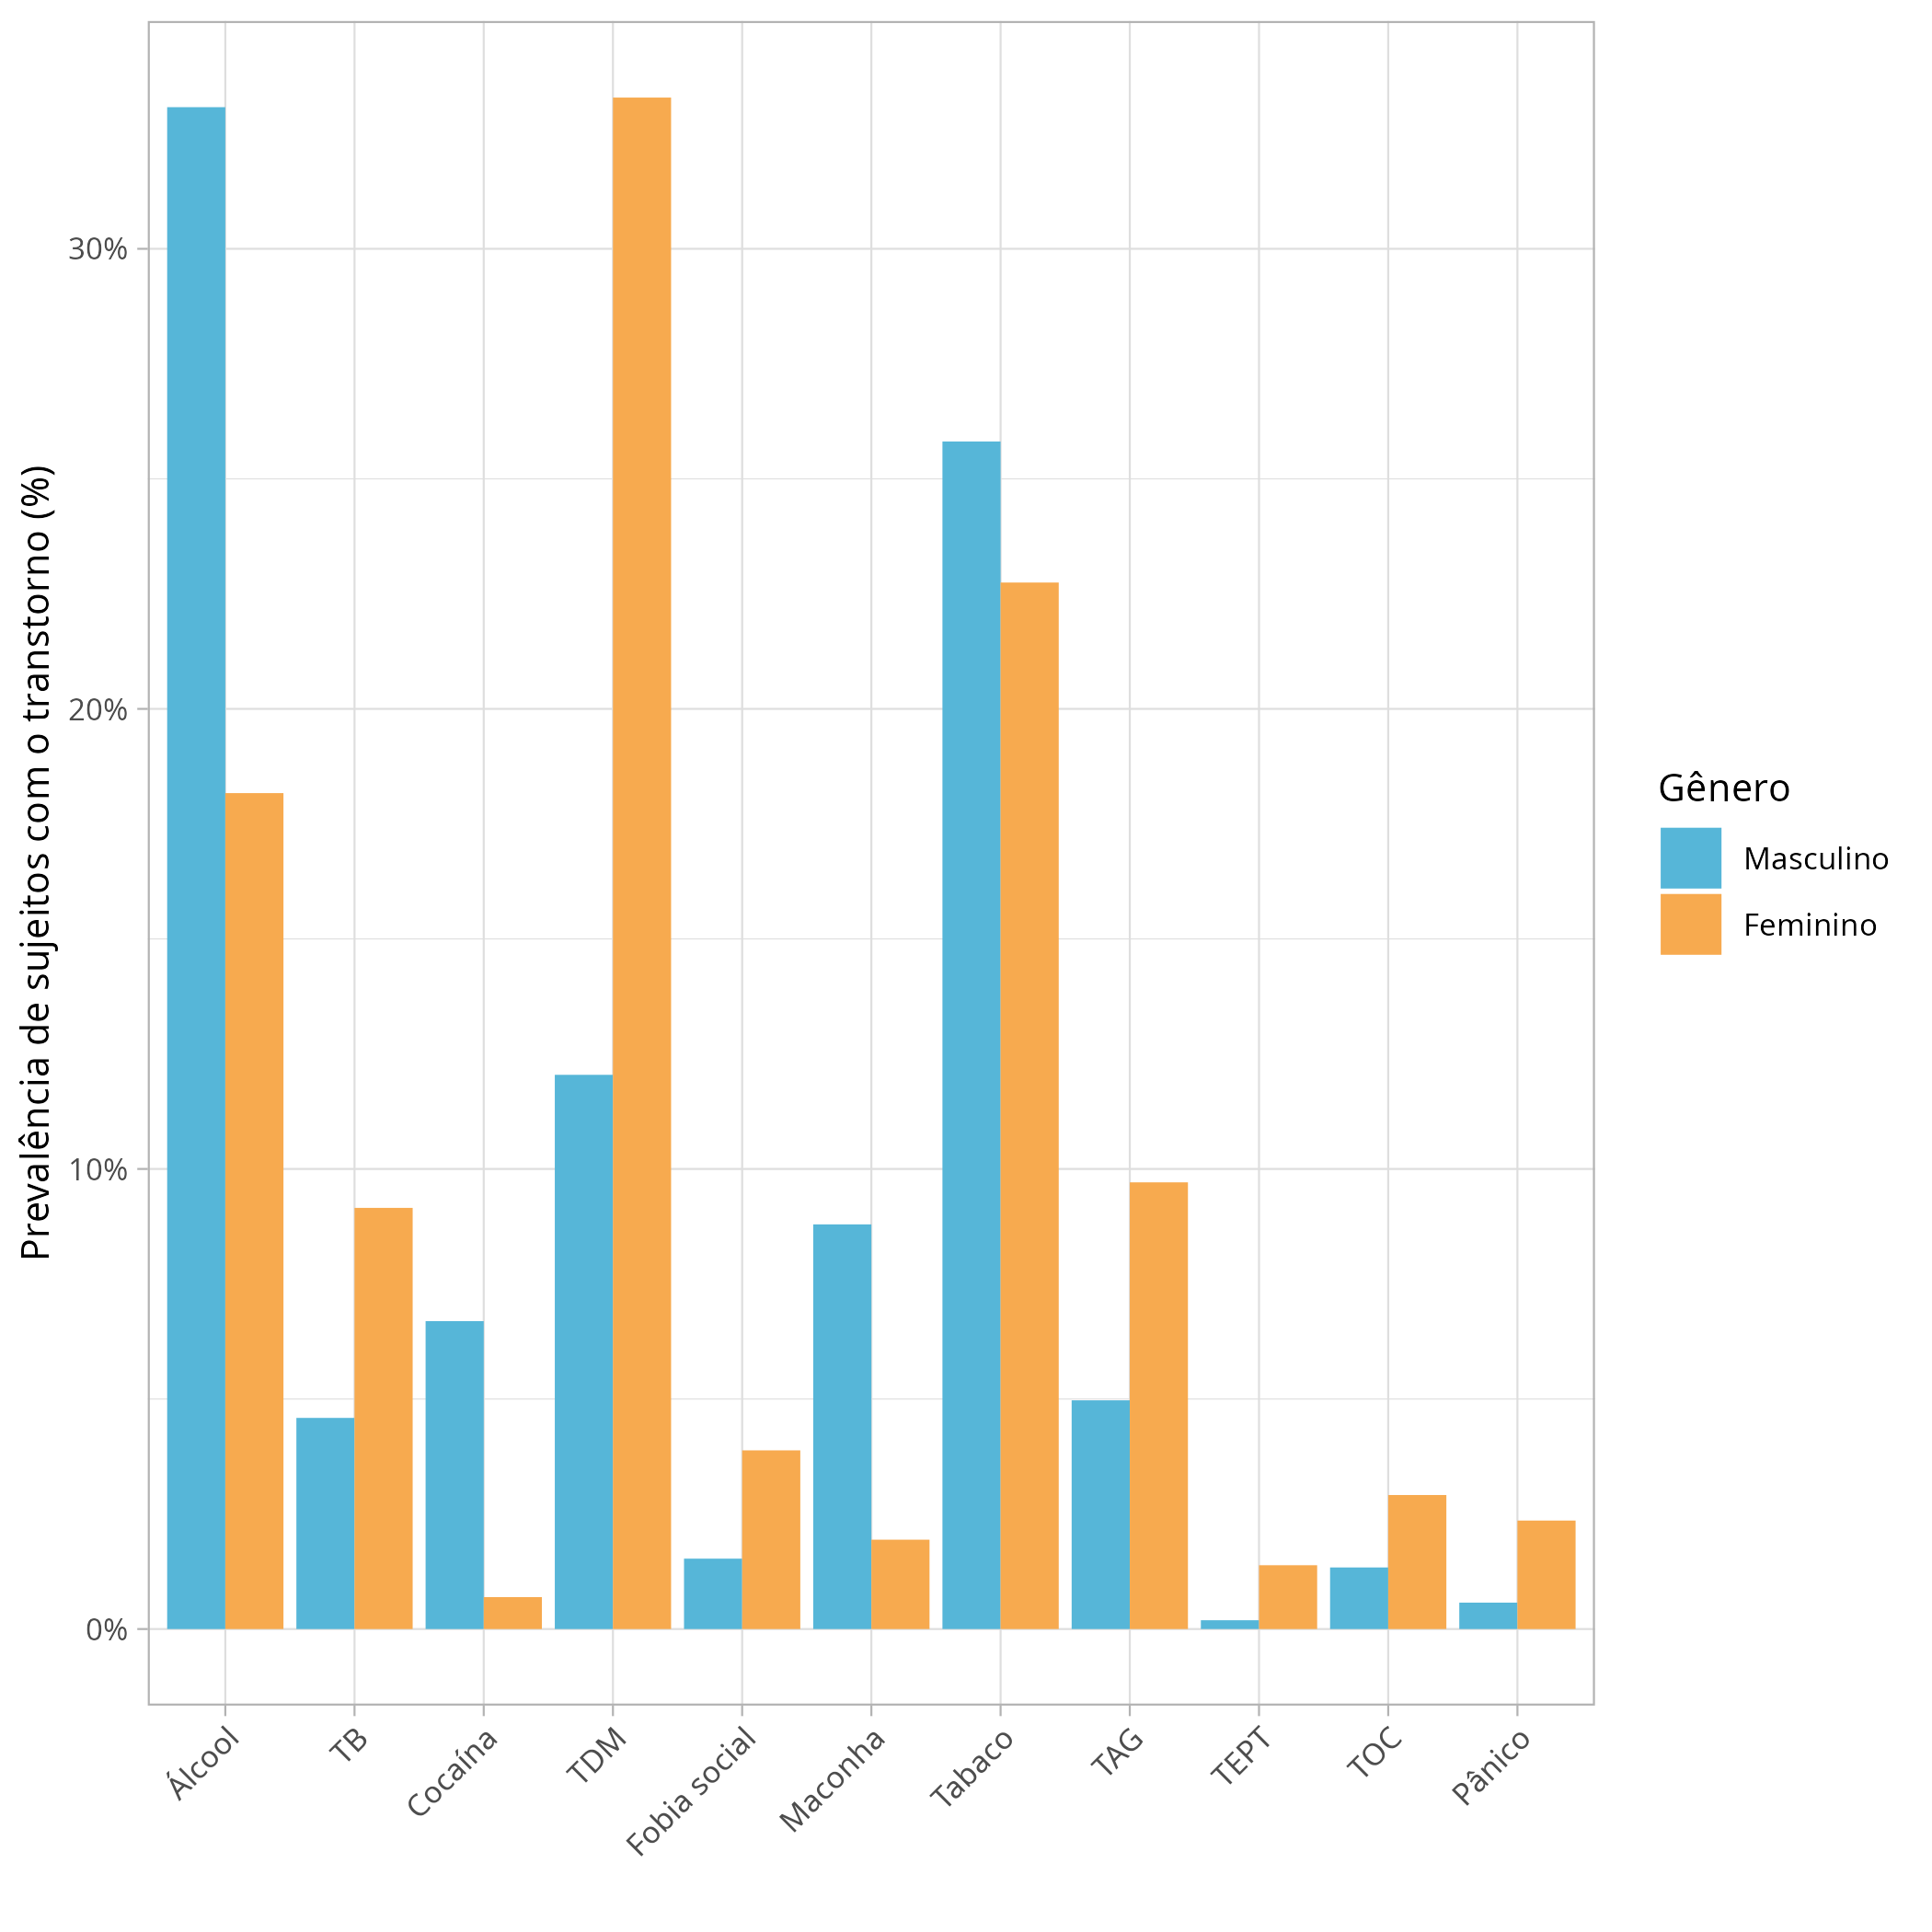 Prevalência de sujeitos com o transtorno (%)
30%
20%
10%
0%
Álcool
TB
Cocaína
TDM
Fobia social
Maconha
Tabaco
TAG
TEPT
TOC
Pânico
Gênero
Masculino
Feminino